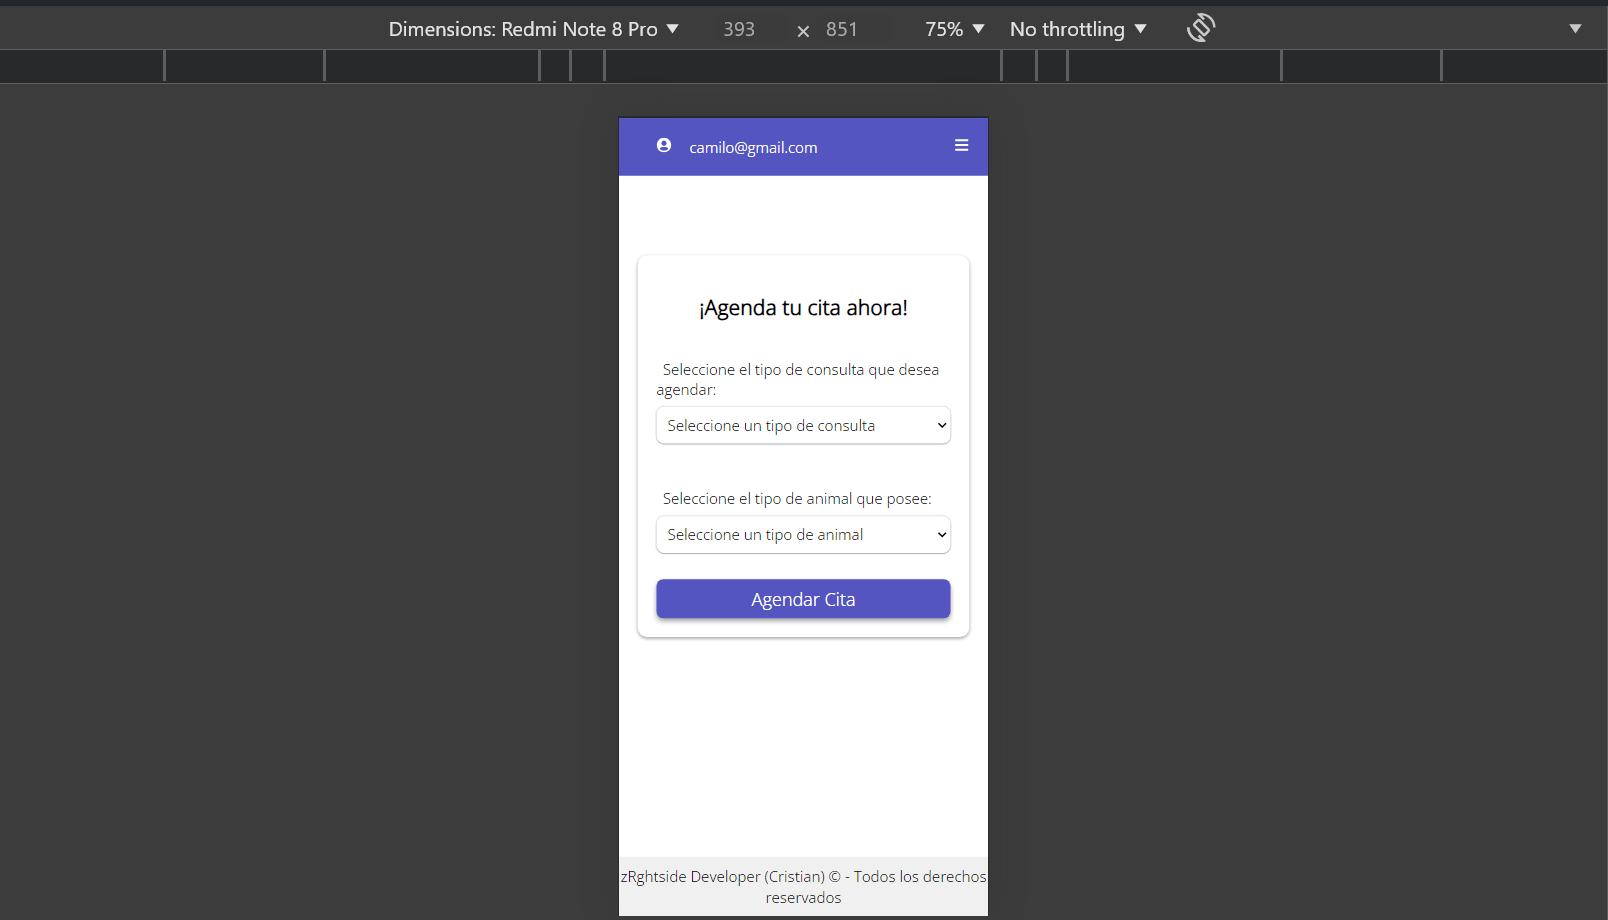 Dimensions: Redmi Note 8 Pro ▼ 393 × 851 75% ▼ No throttling ▼
camilo@gmail.com
¡Agenda tu cita ahora!
Seleccione el tipo de consulta que desea
agendar:
Seleccione un tipo de consulta
Seleccione el tipo de animal que posee:
Seleccione un tipo de animal
Agendar Cita
zRghtside Developer (Cristian) © - Todos los derechos
reservados